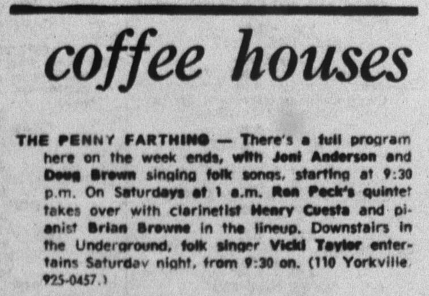 coffee houses
THE PENNY FARTHING — There's a full program
here on the week ends, with Joni Anderson and
Doug Brown singing folk songs, starting at 9:30
p.m. On Saturdays at 1 a.m. Ron Peck's quintet
takes over with clarinetist Henry Cuesta and pi-
anist Brian Browne in the lineup. Downstairs in
the Underground, folk singer Vicki Taylor enter-
tains Saturday night, from 9:30 on. (110 Yorkville.
925-0457.)